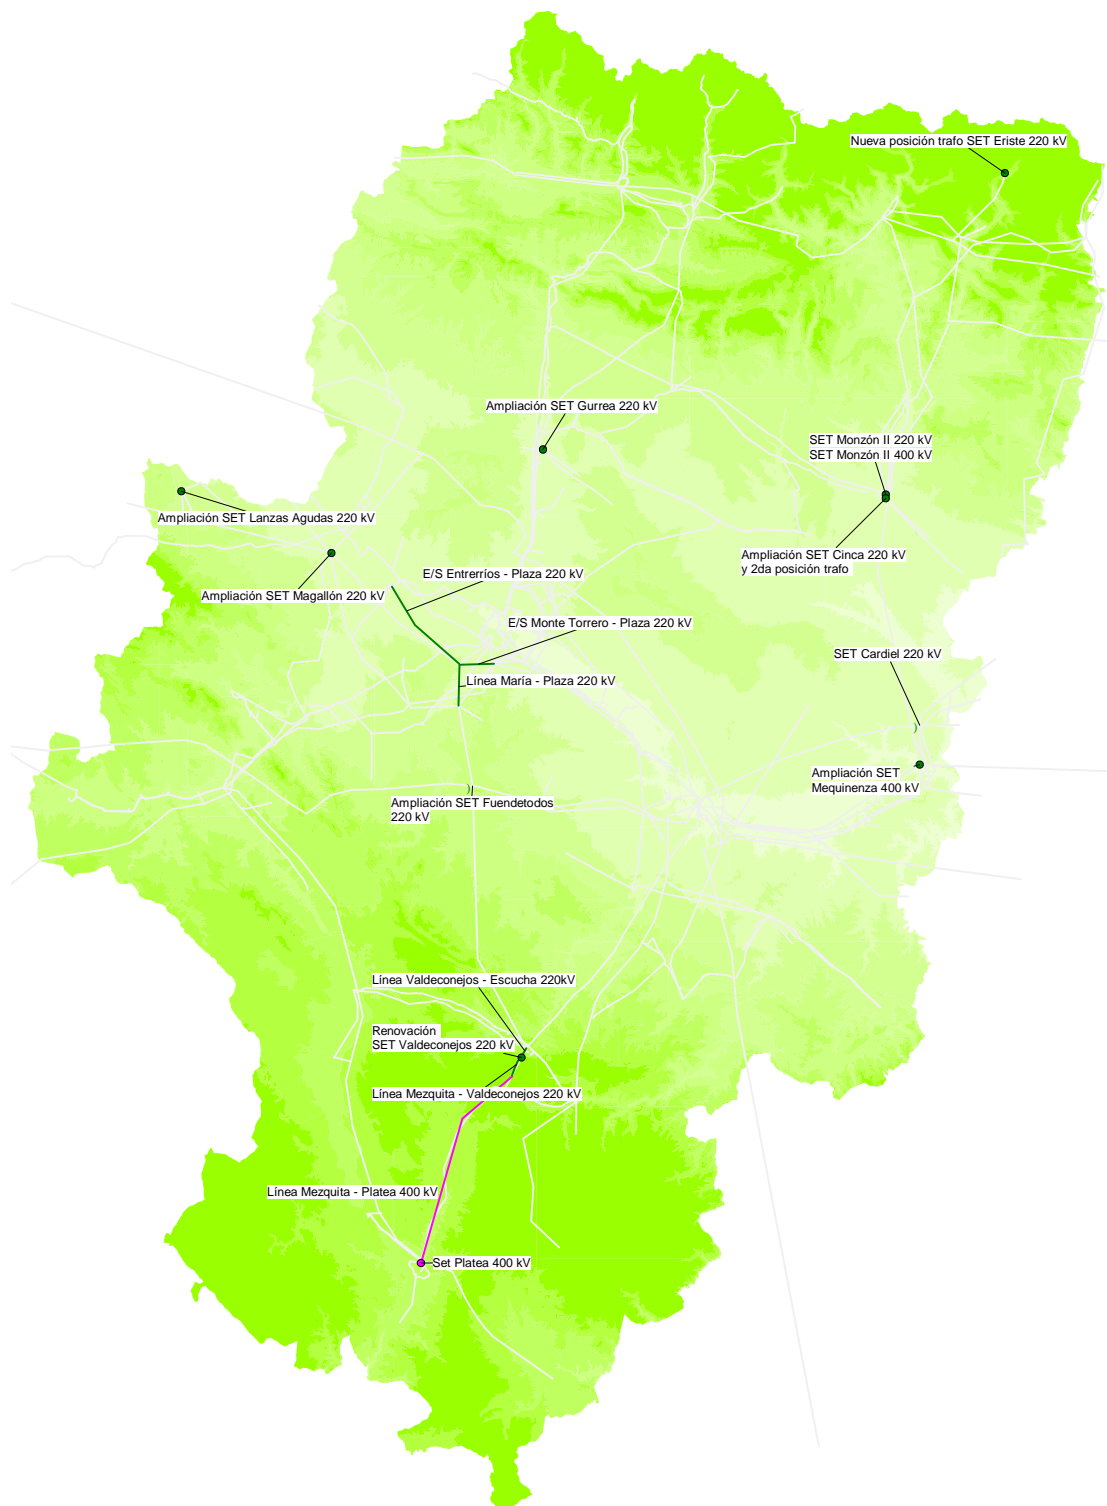 Nueva posición trafo SET Eriste 220 kV
Ampliación SET Gurrea 220 kV
SET Monzón II 220 kV
SET Monzón II 400 kV
Ampliación SET Lanzas Agudas 220 kV
Ampliación SET Cinca 220 kV
y 2da posición trafo
E/S Entrerríos - Plaza 220 kV
Ampliación SET Magallón 220 kV
E/S Monte Torrero - Plaza 220 kV
SET Cardiel 220 kV
Línea María - Plaza 220 kV
Ampliación SET
Mequinenza 400 kV
Ampliación SET Fuendetodos
220 kV
Línea Valdeconejos - Escucha 220kV
Renovación
SET Valdeconejos 220 kV
Línea Mezquita - Valdeconejos 220 kV
Línea Mezquita - Platea 400 kV
Set Platea 400 kV